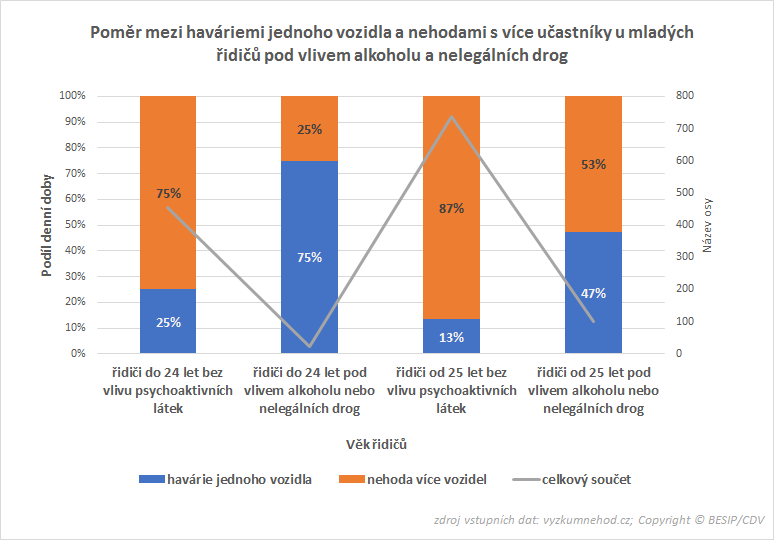 Poměr mezi haváriemi jednoho vozidla a nehodami s více učastníky u mladých
řidičů pod vlivem alkoholu a nelegálních drog
100%
90%
80%
70%
60%
50%
40%
30%
20%
10%
0%
Podíl denní doby
75%
25%
25%
75%
87%
13%
53%
47%
800
700
600
500
400
300
200
100
0
Název osy
řidiči do 24 let bez
vlivu psychoaktivních
látek
řidiči do 24 let pod
vlivem alkoholu nebo
nelegálních drog
řidiči od 25 let bez
vlivu psychoaktivních
látek
řidiči od 25 let pod
vlivem alkoholu nebo
nelegálních drog
Věk řidičů
havárie jednoho vozidla
nehoda více vozidel
celkový součet
zdroj vstupních dat: vyzkumnehod.cz; Copyright © BESIP/CDV